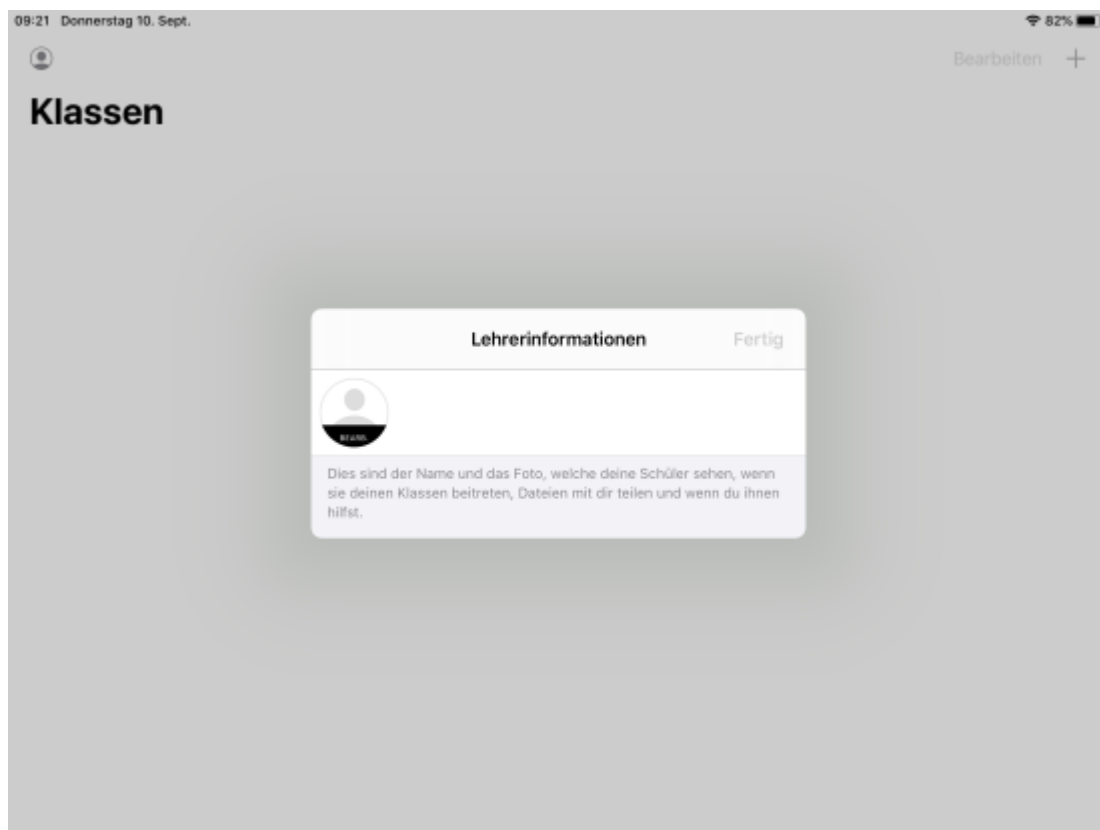 09:21 Donnerstag 10. Sept.
82%
Bearbeiten
Klassen
Lehrerinformationen
Fertig
Dies sind der Name und das Foto, welche deine Schüler sehen, wenn
sie deinen Klassen beitreten, Dateien mit dir teilen und wenn du ihnen
hilfst.